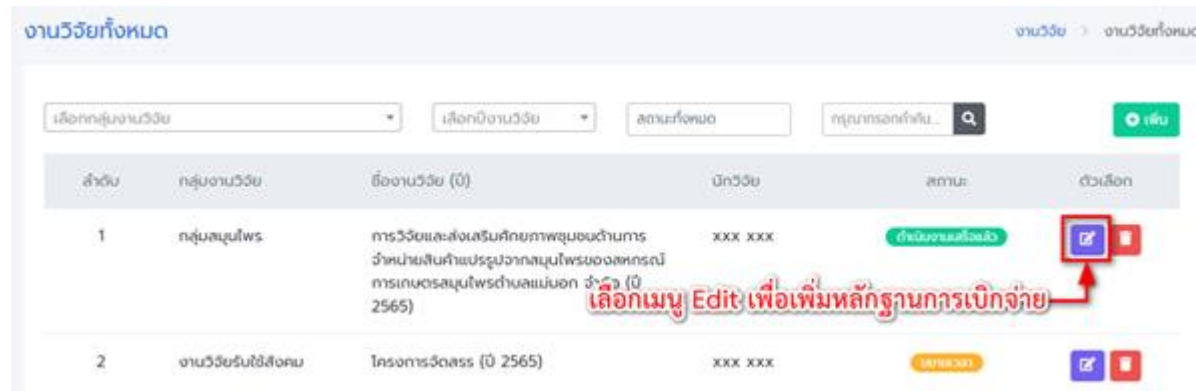 งานวิจัยทั้งหมด
งานวิจัย > งานวิจัยทั้งหมด
เลือกกลุ่มงานวิจัย เลือกปีงานวิจัย สถานะทั้งหมด กรุณากรอกคำค้น... เพิ่ม
ลำดับ กลุ่มงานวิจัย ชื่องานวิจัย (ปี) นักวิจัย สถานะ ตัวเลือก
1 กลุ่มสมุนไพร การวิจัยและส่งเสริมศักยภาพชุมชนด้านการ xxx xxx ดำเนินงานเสร็จแล้ว
จำหน่ายสินค้าแปรรูปจากสมุนไพรของสหกรณ์
การเกษตรสมุนไพรตำบลแม่มอก จำกัด (ปี
2565)
เลือกเมนู Edit เพื่อเพิ่มหลักฐานการเบิกจ่าย
2 งานวิจัยรับใช้สังคม โครงการจัดสรร (ปี 2565) xxx xxx